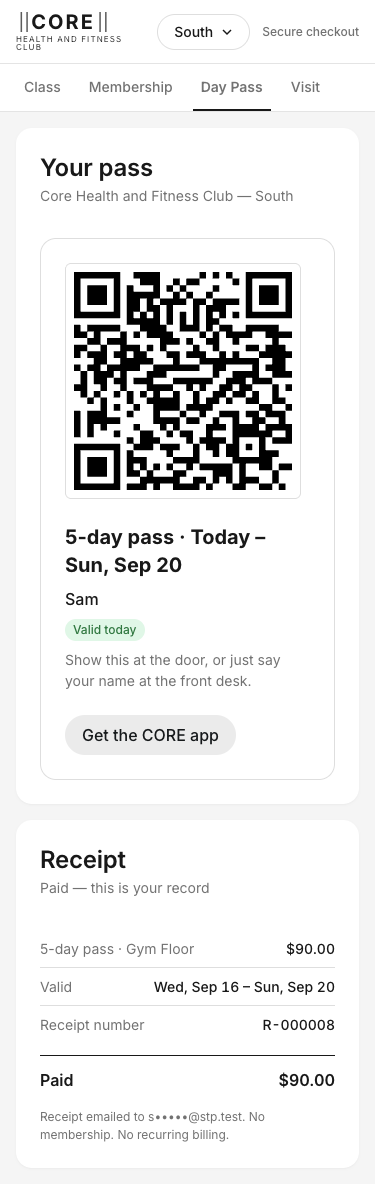 CORE
HEALTH AND FITNESS CLUB
South
Secure checkout
Class
Membership
Day Pass
Visit
Your pass
Core Health and Fitness Club — South
5-day pass · Today –
Sun, Sep 20
Sam
Valid today
Show this at the door, or just say
your name at the front desk.
Get the CORE app
Receipt
Paid — this is your record
5-day pass · Gym Floor $90.00
Valid Wed, Sep 16 – Sun, Sep 20
Receipt number R-000008
Paid $90.00
Receipt emailed to s•••••@stp.test. No
membership. No recurring billing.